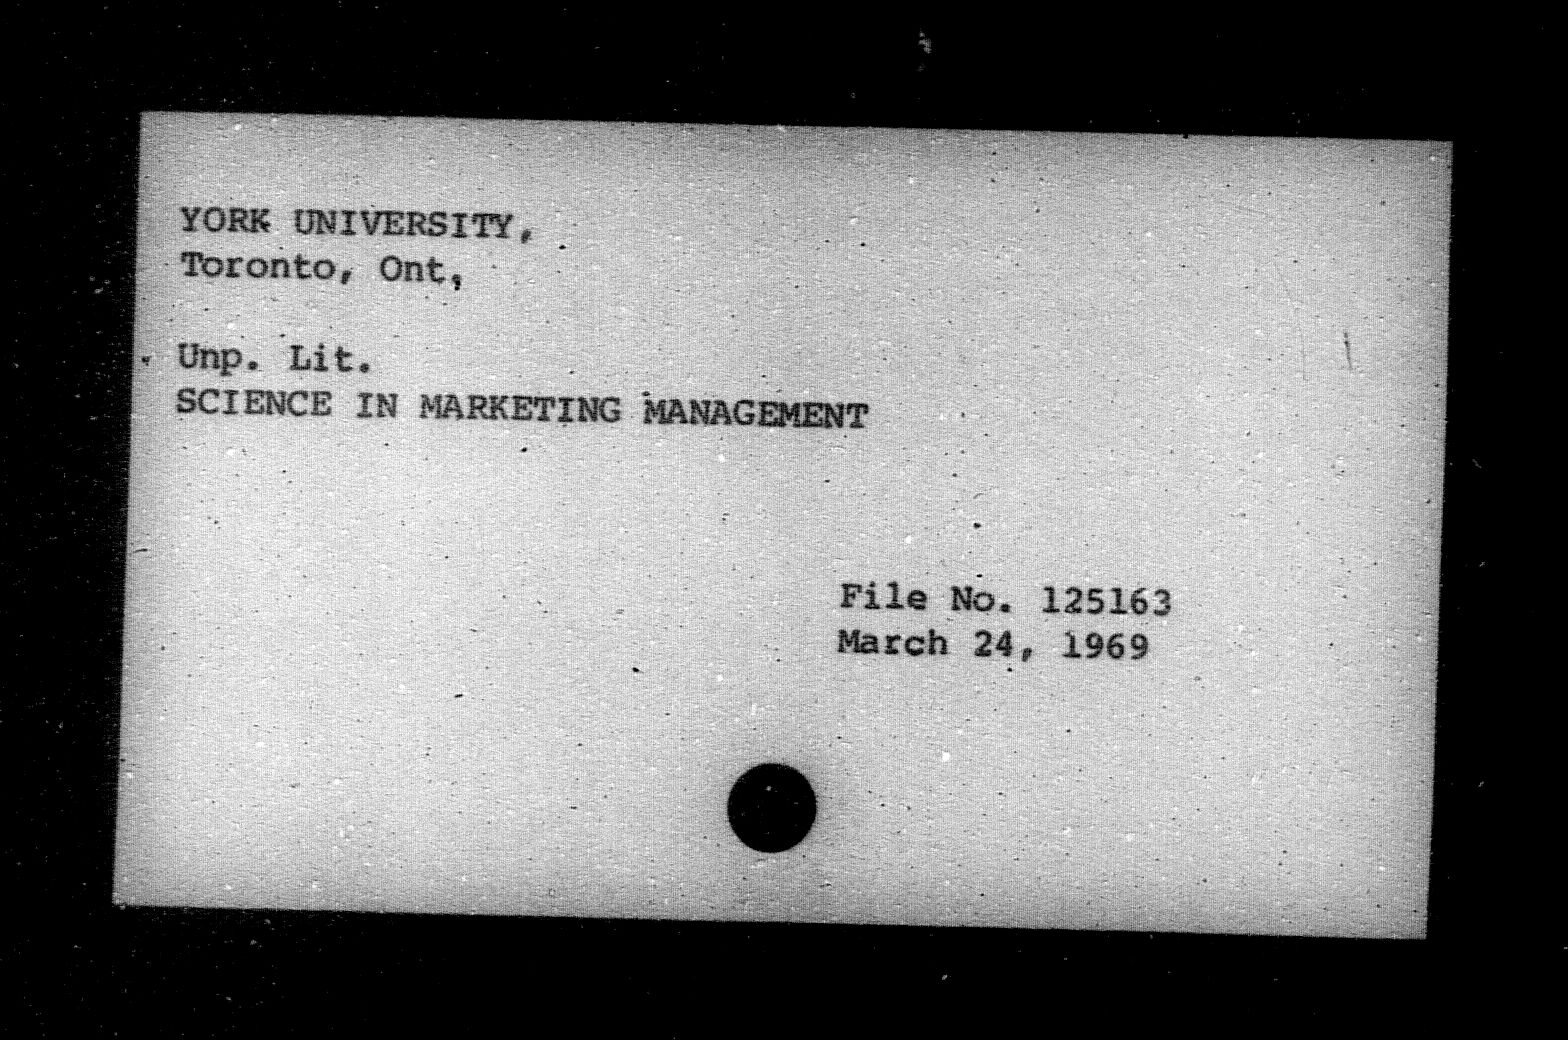 YORK UNIVERSITY,
Toronto, Ont,
Unp. Lit.
SCIENCE IN MARKETING MANAGEMENT
File No. 125163
March 24, 1969